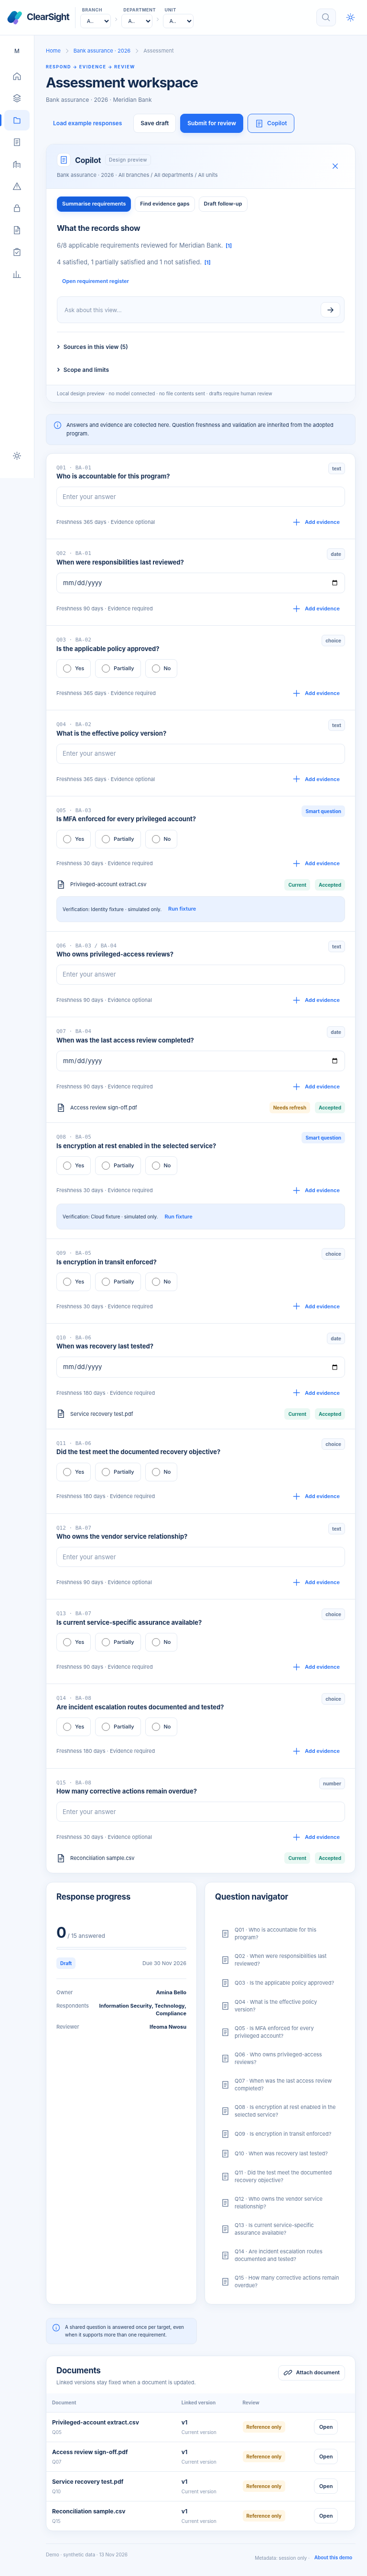 ClearSight
BRANCH
A..
DEPARTMENT
A..
UNIT
A..
M
Home > Bank assurance · 2026 > Assessment
RESPOND → EVIDENCE → REVIEW
Assessment workspace
Bank assurance · 2026 · Meridian Bank
Load example responses
Save draft
Submit for review
Copilot
Copilot
Design preview
Bank assurance · 2026 · All branches / All departments / All units
Summarise requirements
Find evidence gaps
Draft follow-up
What the records show
6/8 applicable requirements reviewed for Meridian Bank. [1]
4 satisfied, 1 partially satisfied and 1 not satisfied. [1]
Open requirement register
Ask about this view...
Sources in this view (5)
Scope and limits
Local design preview · no model connected · no file contents sent · drafts require human review
Answers and evidence are collected here. Question freshness and validation are inherited from the adopted
program.
Q01 · BA-01
text
Who is accountable for this program?
Enter your answer
Freshness 365 days · Evidence optional
Add evidence
Q02 · BA-01
date
When were responsibilities last reviewed?
mm/dd/yyyy
Freshness 90 days · Evidence required
Add evidence
Q03 · BA-02
choice
Is the applicable policy approved?
Yes
Partially
No
Freshness 365 days · Evidence required
Add evidence
Q04 · BA-02
text
What is the effective policy version?
Enter your answer
Freshness 365 days · Evidence optional
Add evidence
Q05 · BA-03
Smart question
Is MFA enforced for every privileged account?
Yes
Partially
No
Freshness 30 days · Evidence required
Add evidence
Privileged-account extract.csv
Current
Accepted
Verification: Identity fixture · simulated only.
Run fixture
Q06 · BA-03 / BA-04
text
Who owns privileged-access reviews?
Enter your answer
Freshness 90 days · Evidence optional
Add evidence
Q07 · BA-04
date
When was the last access review completed?
mm/dd/yyyy
Freshness 90 days · Evidence required
Add evidence
Access review sign-off.pdf
Needs refresh
Accepted
Q08 · BA-05
Smart question
Is encryption at rest enabled in the selected service?
Yes
Partially
No
Freshness 30 days · Evidence required
Add evidence
Verification: Cloud fixture · simulated only.
Run fixture
Q09 · BA-05
choice
Is encryption in transit enforced?
Yes
Partially
No
Freshness 30 days · Evidence required
Add evidence
Q10 · BA-06
date
When was recovery last tested?
mm/dd/yyyy
Freshness 180 days · Evidence required
Add evidence
Service recovery test.pdf
Current
Accepted
Q11 · BA-06
choice
Did the test meet the documented recovery objective?
Yes
Partially
No
Freshness 180 days · Evidence required
Add evidence
Q12 · BA-07
text
Who owns the vendor service relationship?
Enter your answer
Freshness 90 days · Evidence optional
Add evidence
Q13 · BA-07
choice
Is current service-specific assurance available?
Yes
Partially
No
Freshness 90 days · Evidence required
Add evidence
Q14 · BA-08
choice
Are incident escalation routes documented and tested?
Yes
Partially
No
Freshness 180 days · Evidence required
Add evidence
Q15 · BA-08
number
How many corrective actions remain overdue?
Enter your answer
Freshness 30 days · Evidence optional
Add evidence
Reconciliation sample.csv
Current
Accepted
Response progress
0 / 15 answered
Draft
Due 30 Nov 2026
Owner
Amina Bello
Respondents
Information Security, Technology,
Compliance
Reviewer
Ifeoma Nwosu
Question navigator
Q01 · Who is accountable for this
program?
Q02 · When were responsibilities last
reviewed?
Q03 · Is the applicable policy approved?
Q04 · What is the effective policy
version?
Q05 · Is MFA enforced for every
privileged account?
Q06 · Who owns privileged-access
reviews?
Q07 · When was the last access review
completed?
Q08 · Is encryption at rest enabled in the
selected service?
Q09 · Is encryption in transit enforced?
Q10 · When was recovery last tested?
Q11 · Did the test meet the documented
recovery objective?
Q12 · Who owns the vendor service
relationship?
Q13 · Is current service-specific
assurance available?
Q14 · Are incident escalation routes
documented and tested?
Q15 · How many corrective actions remain
overdue?
A shared question is answered once per target, even
when it supports more than one requirement.
Documents
Linked versions stay fixed when a document is updated.
Attach document
Document
Linked version
Review
Privileged-account extract.csv
Q05
v1
Current version
Reference only
Open
Access review sign-off.pdf
Q07
v1
Current version
Reference only
Open
Service recovery test.pdf
Q10
v1
Current version
Reference only
Open
Reconciliation sample.csv
Q15
v1
Current version
Reference only
Open
Demo · synthetic data · 13 Nov 2026
Metadata: session only ·
About this demo